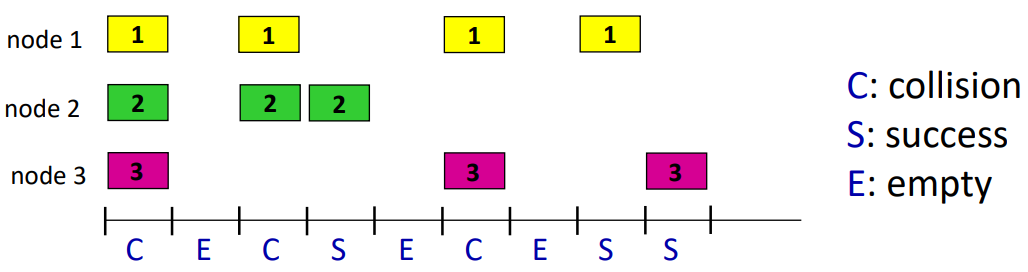 node 1 1 1 1 1
node 2 2 2 2
node 3 3 3 3
C E C S E C E S S
C: collision
S: success
E: empty